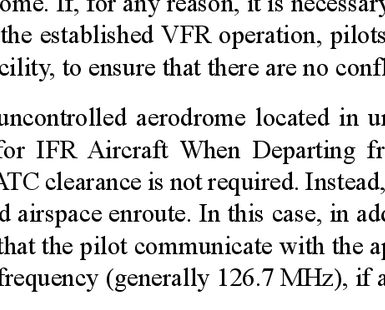 ome. If, for any reason, it is necessary
the established VFR operation, pilots
cility, to ensure that there are no conf
uncontrolled aerodrome located in un
for IFR Aircraft When Departing fr
ATC clearance is not required. Instead,
d airspace enroute. In this case, in add
that the pilot communicate with the ap
frequency (generally 126.7 MHz), if a